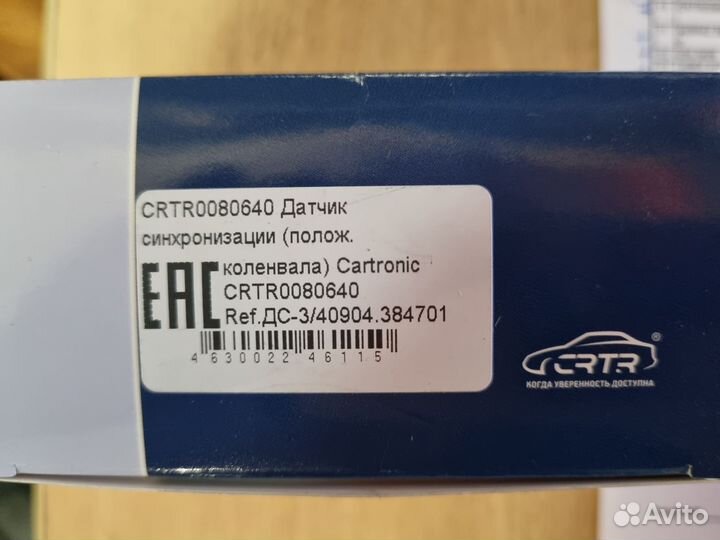 CRTR0080640 Датчик
синхронизации (полож.
EAC коленвала) Cartronic
CRTR0080640
Ref.ДС-3/40904.384701
4 630022 46115
CRTR®
КОГДА УВЕРЕННОСТЬ ДОСТУПНА
Avito